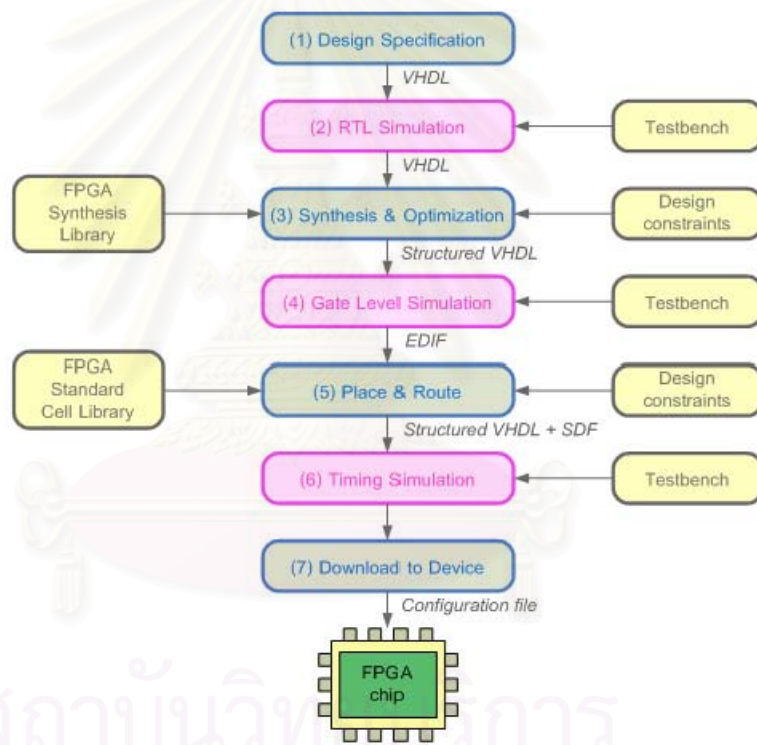 (1) Design Specification
VHDL
(2) RTL Simulation
Testbench
VHDL
FPGA
Synthesis
Library
(3) Synthesis & Optimization
Design
constraints
Structured VHDL
(4) Gate Level Simulation
Testbench
EDIF
FPGA
Standard
Cell Library
(5) Place & Route
Design
constraints
Structured VHDL + SDF
(6) Timing Simulation
Testbench
(7) Download to Device
Configuration file
FPGA
chip